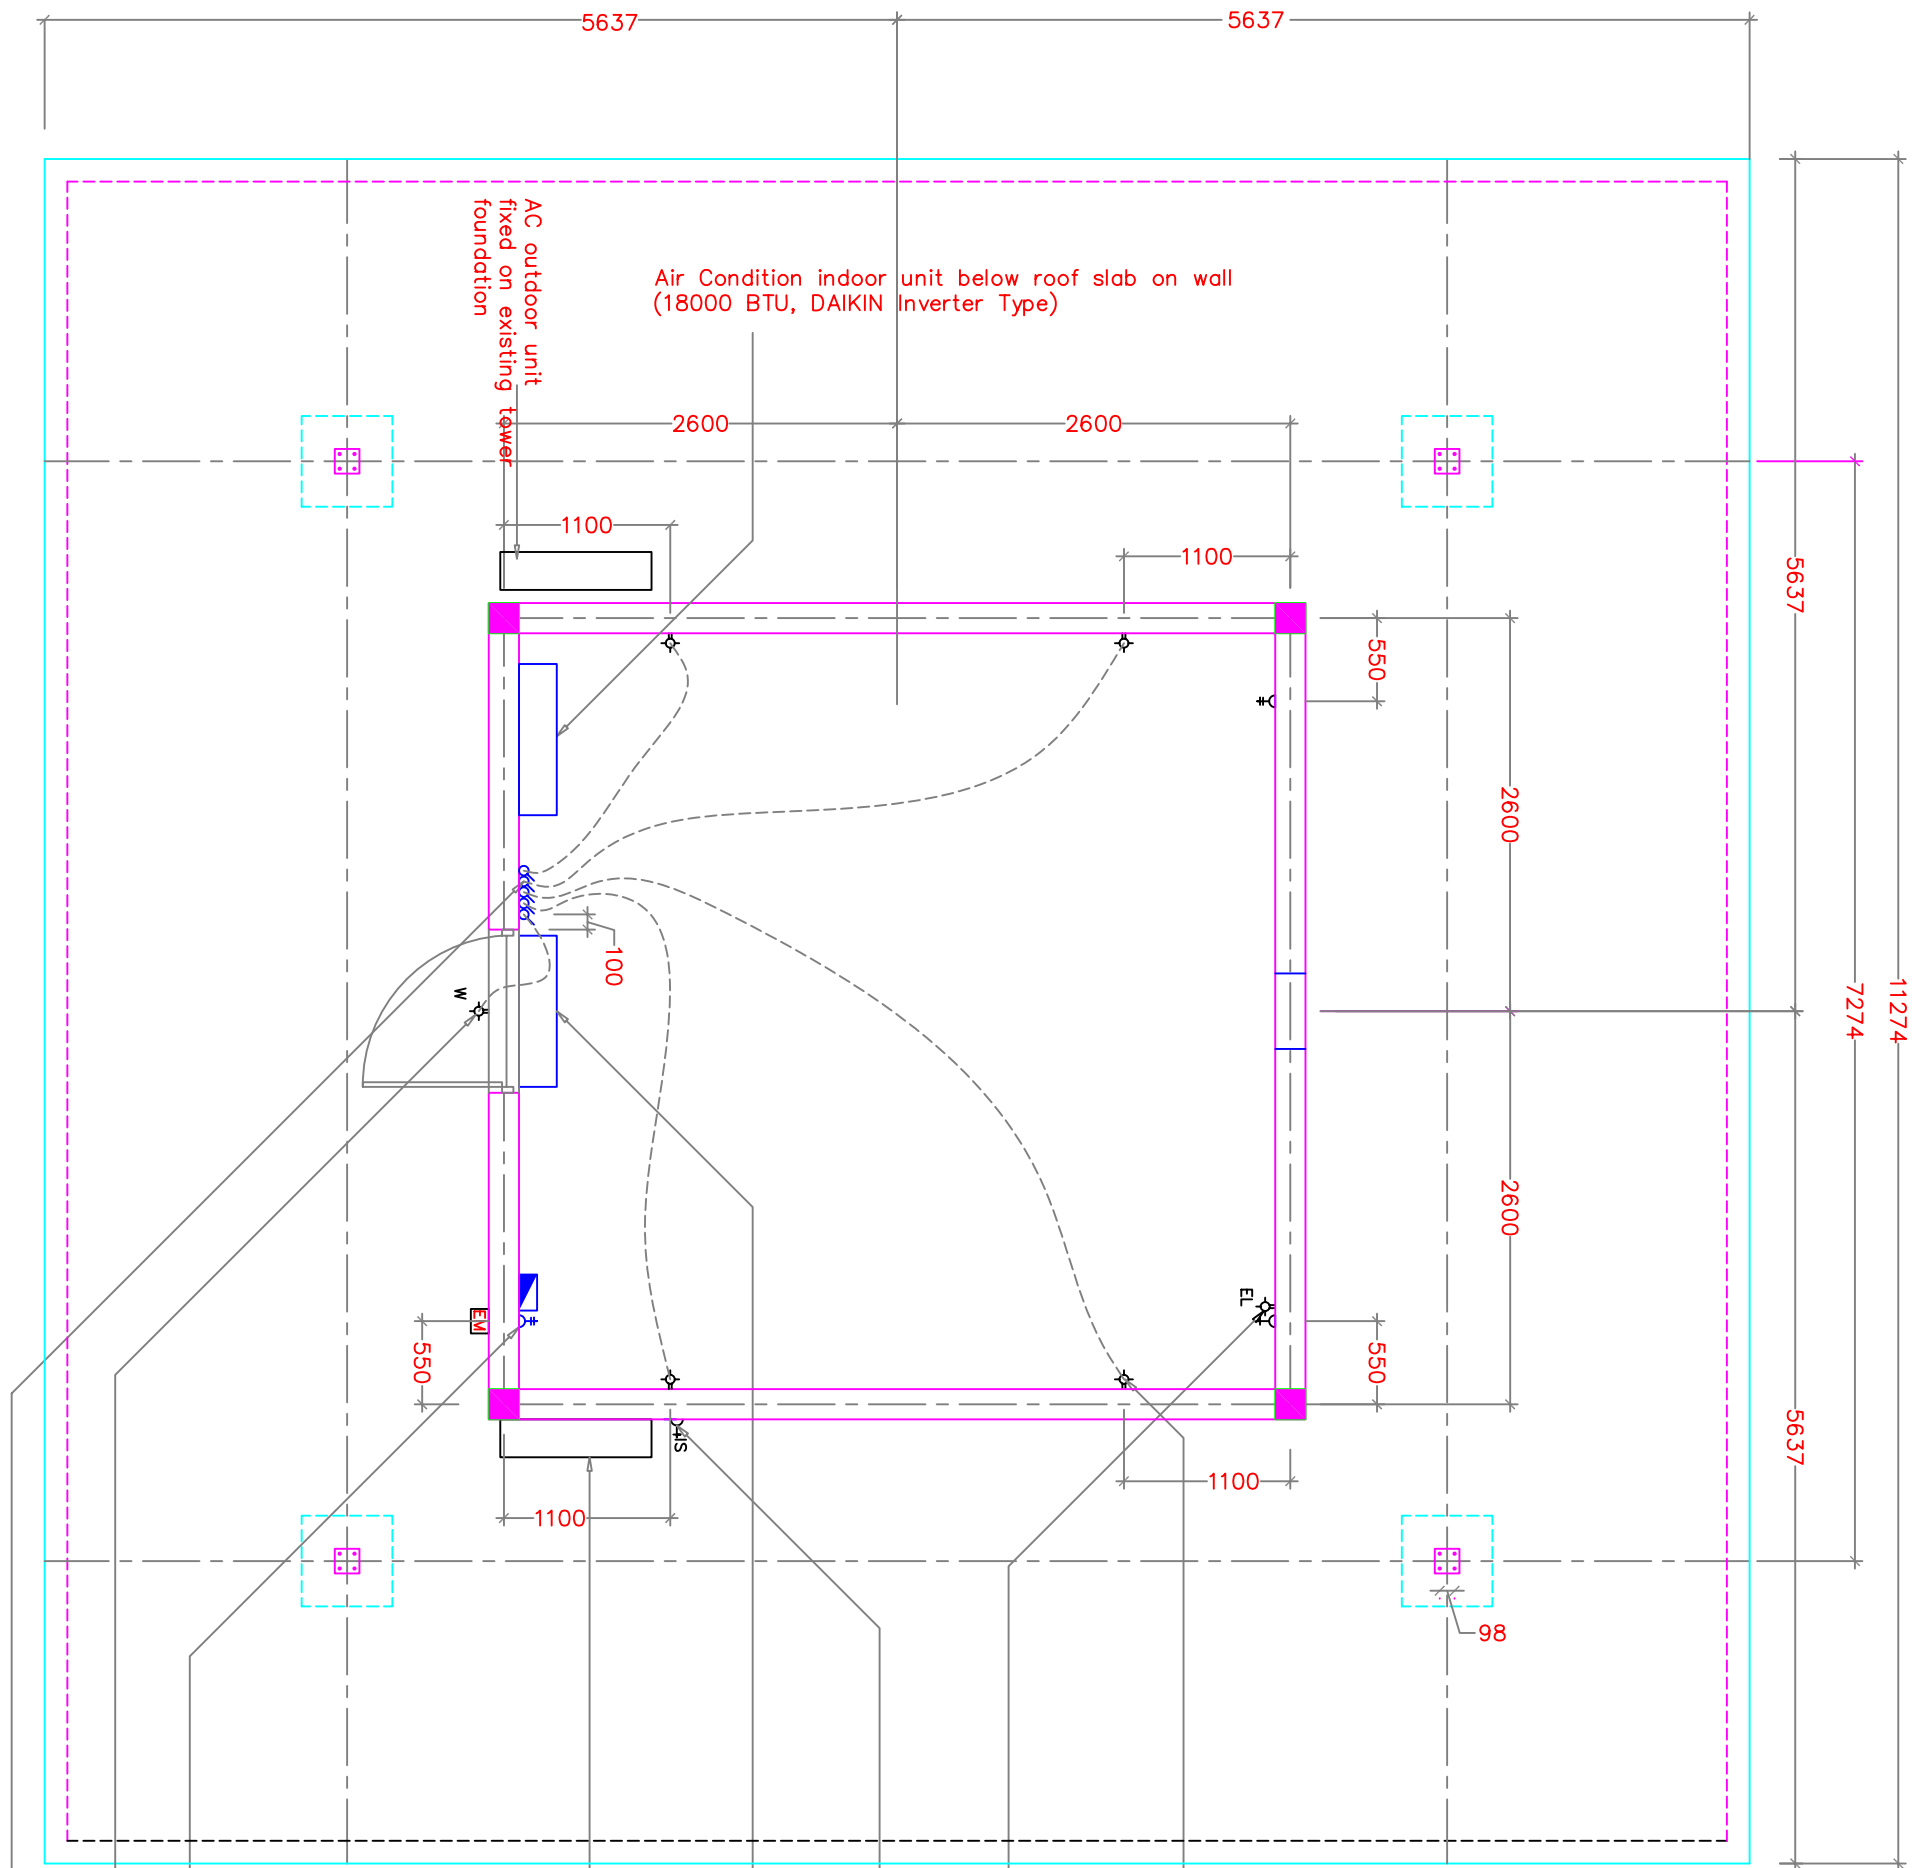 5637
5637
AC outdoor unit
fixed on existing tower
foundation
Air Condition indoor unit below roof slab on wall
(18000 BTU, DAIKIN Inverter Type)
2600
2600
1100
1100
5637
550
2600
100
W
7274
11274
2600
EL
EM
550
550
IS
5637
1100
1100
98